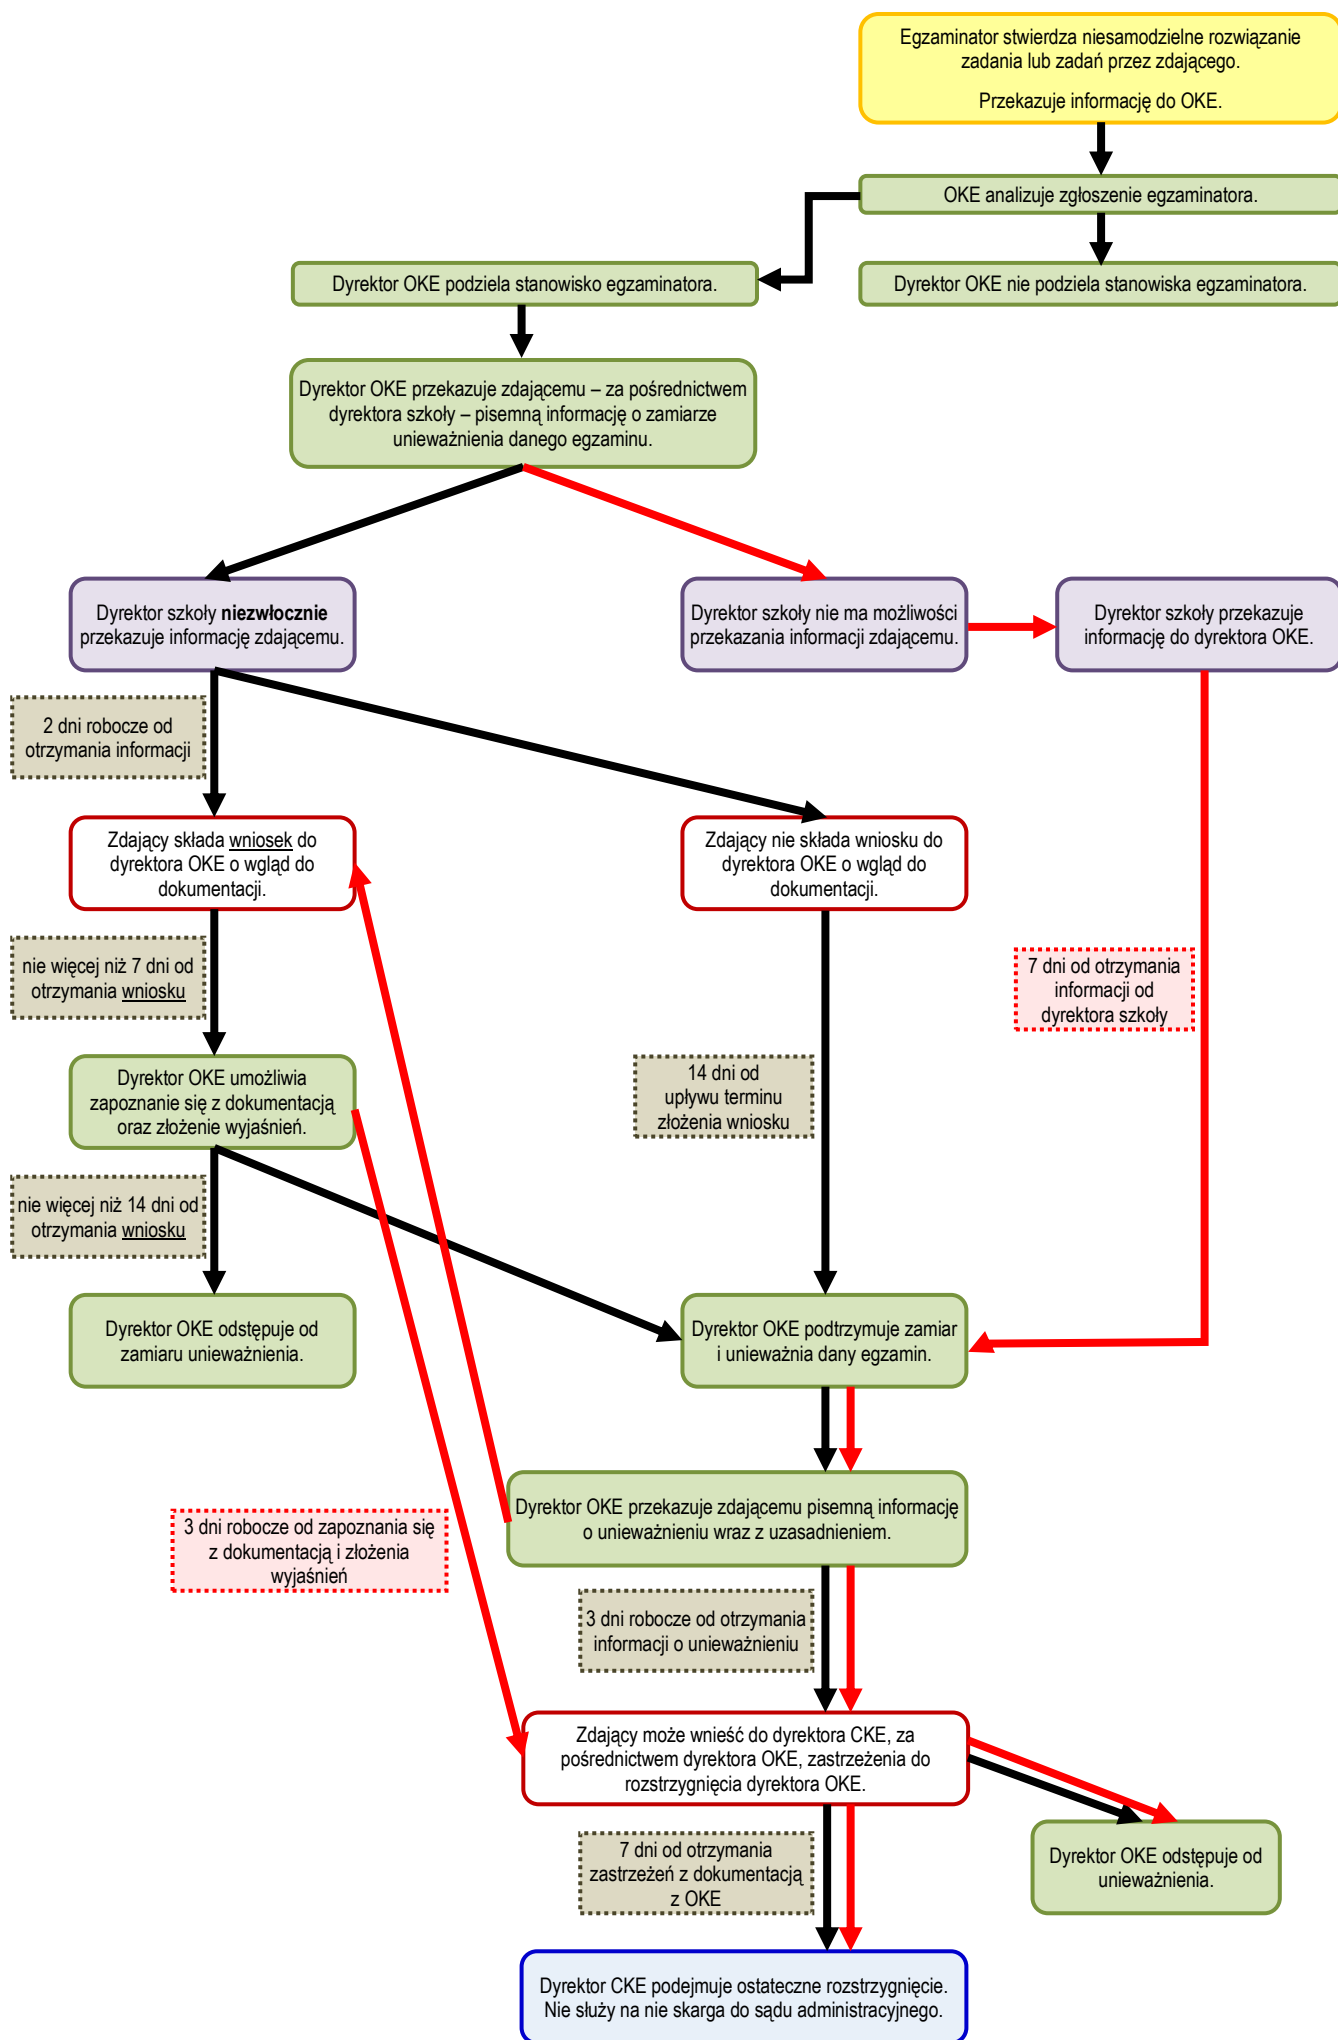 Egzaminator stwierdza niesamodzielne rozwiązanie
zadania lub zadań przez zdającego.
Przekazuje informację do OKE.
OKE analizuje zgłoszenie egzaminatora.
Dyrektor OKE podziela stanowisko egzaminatora.
Dyrektor OKE nie podziela stanowiska egzaminatora.
Dyrektor OKE przekazuje zdającemu – za pośrednictwem
dyrektora szkoły – pisemną informację o zamiarze
unieważnienia danego egzaminu.
Dyrektor szkoły niezwłocznie
przekazuje informację zdającemu.
Dyrektor szkoły nie ma możliwości
przekazania informacji zdającemu.
Dyrektor szkoły przekazuje
informację do dyrektora OKE.
2 dni robocze od
otrzymania informacji
Zdający składa wniosek do
dyrektora OKE o wgląd do
dokumentacji.
Zdający nie składa wniosku do
dyrektora OKE o wgląd do
dokumentacji.
nie więcej niż 7 dni od
otrzymania wniosku
7 dni od otrzymania
informacji od
dyrektora szkoły
Dyrektor OKE umożliwia
zapoznanie się z dokumentacją
oraz złożenie wyjaśnień.
14 dni od
upływu terminu
złożenia wniosku
nie więcej niż 14 dni od
otrzymania wniosku
Dyrektor OKE odstępuje od
zamiaru unieważnienia.
Dyrektor OKE podtrzymuje zamiar
i unieważnia dany egzamin.
Dyrektor OKE przekazuje zdającemu pisemną informację
o unieważnieniu wraz z uzasadnieniem.
3 dni robocze od zapoznania się
z dokumentacją i złożenia
wyjaśnień
3 dni robocze od otrzymania
informacji o unieważnieniu
Zdający może wnieść do dyrektora CKE, za
pośrednictwem dyrektora OKE, zastrzeżenia do
rozstrzygnięcia dyrektora OKE.
7 dni od otrzymania
zastrzeżeń z dokumentacją
z OKE
Dyrektor OKE odstępuje od
unieważnienia.
Dyrektor CKE podejmuje ostateczne rozstrzygnięcie.
Nie służy na nie skarga do sądu administracyjnego.